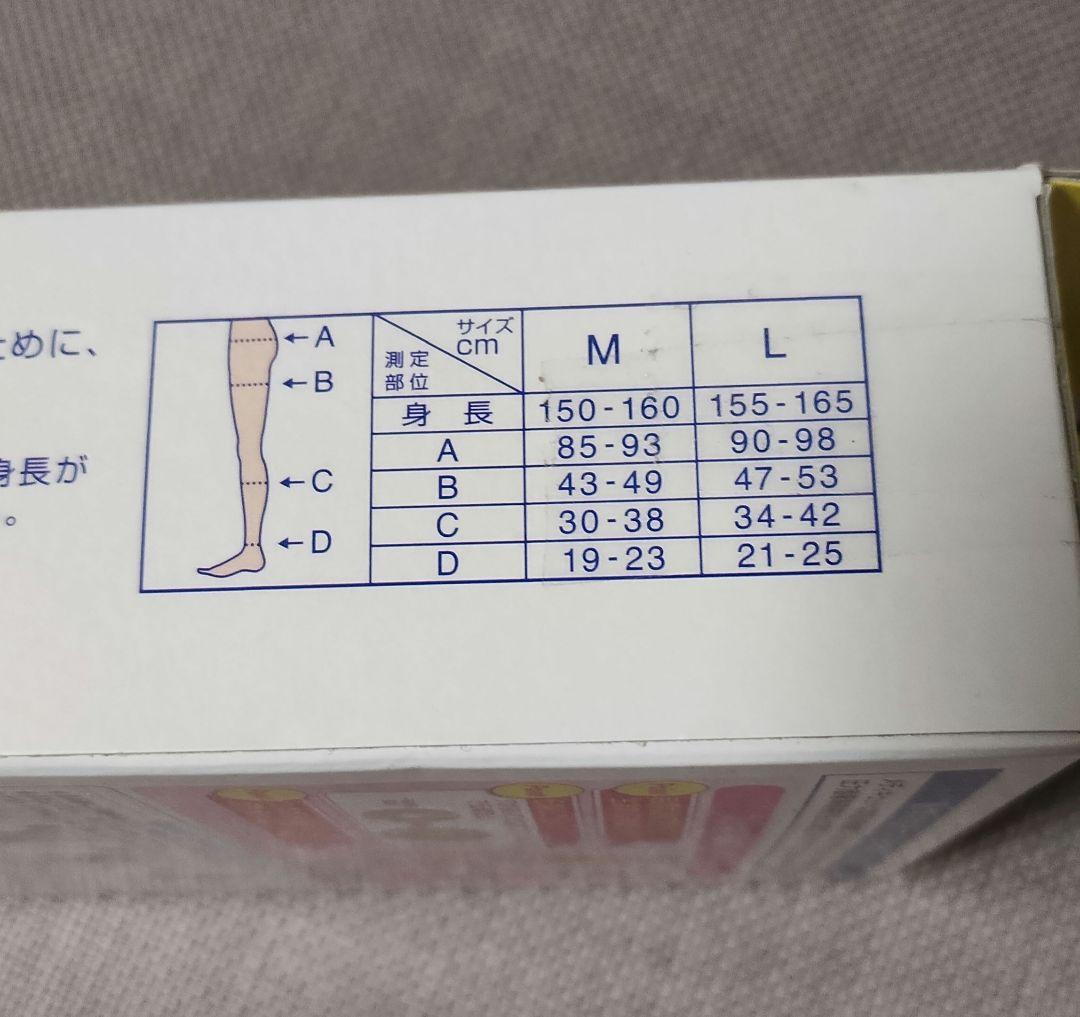 ために、
身長が
。
←A
←B
←C
←D
サイズ
cm
測定
部位
M
L
身 長
150-160
155-165
A
85-93
90-98
B
43-49
47-53
C
30-38
34-42
D
19-23
21-25